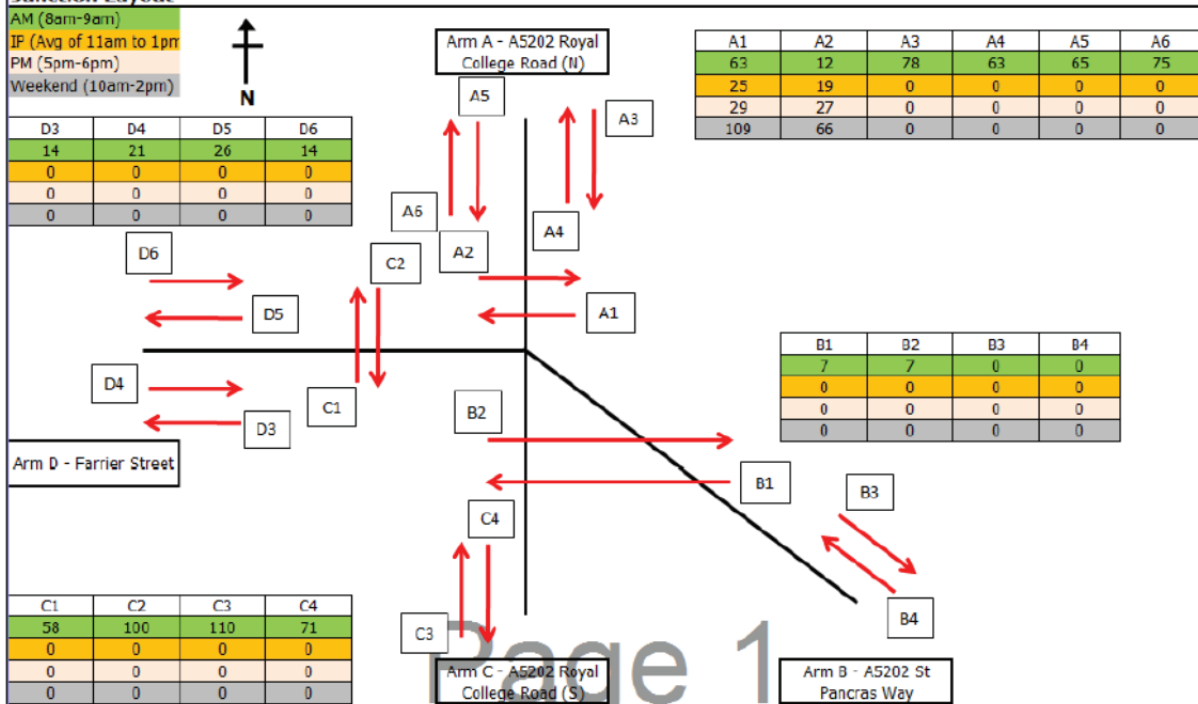 AM (8am-9am)
IP (Avg of 11am to 1pm
PM (5pm-6pm)
Weekend (10am-2pm)
N
Arm A - A5202 Royal
College Road (N)
A1 A2 A3 A4 A5 A6
63 12 78 63 65 75
25 19 0 0 0 0
29 27 0 0 0 0
109 66 0 0 0 0
D3 D4 D5 D6
14 21 26 14
0 0 0 0
0 0 0 0
0 0 0 0
A5
A3
A6
A2
A4
D6
C2
D5
A1
B1 B2 B3 B4
7 7 0 0
0 0 0 0
0 0 0 0
0 0 0 0
D4
C1
B2
D3
Arm D - Farrier Street
B1
B3
C4
C1 C2 C3 C4
58 100 110 71
0 0 0 0
0 0 0 0
0 0 0 0
C3
B4
Page 1
Arm C - A5202 Royal
College Road (S)
Arm B - A5202 St
Pancras Way